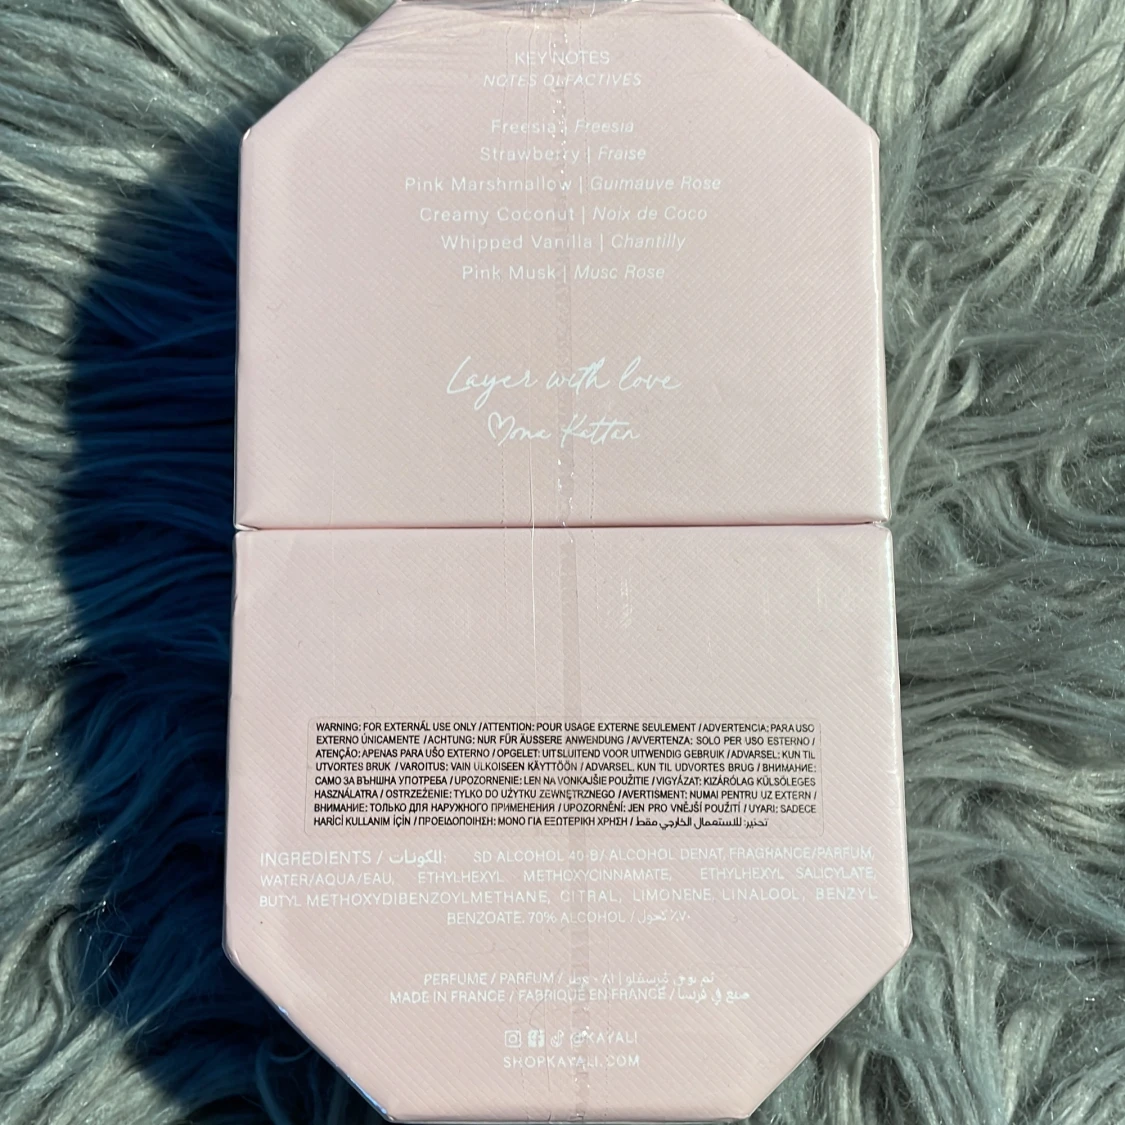 KEY NOTES
NOTES OLFACTIVES
Freesia | Freesia
Strawberry | Fraise
Pink Marshmallow | Guimauve Rose
Creamy Coconut | Noix de Coco
Whipped Vanilla | Chantilly
Pink Musk | Musc Rose
Layer with love
Mona Kattan
WARNING: FOR EXTERNAL USE ONLY / ATTENTION: POUR USAGE EXTERNE SEULEMENT / ADVERTENCIA: PARA USO
EXTERNO ÚNICAMENTE / ACHTUNG: NUR FÜR ÄUSSERE ANWENDUNG / AVVERTENZA: SOLO PER USO ESTERNO /
ATENÇÃO: APENAS PARA USO EXTERNO / OPGELET: UITSLUITEND VOOR UITWENDIG GEBRUIK / ADVARSEL: KUN TIL
UTVORTES BRUK / VAROITUS: VAIN ULKOISEEN KÄYTTÖÖN / ADVARSEL, KUN TIL UDVORTES BRUG / ВНИМАНИЕ:
САМО ЗА ВЪНШНА УПОТРЕБА / UPOZORENJE: LEN NA VONKAJŠIE POUŽITIE / VIGYÁZAT: KIZÁRÓLAG KÜLSŐLEGES
HASZNÁLATRA / OSTRZEŻENIE: TYLKO DO UŻYTKU ZEWNĘTRZNEGO / AVERTISMENT: NUMAI PENTRU UZ EXTERN /
ВНИМАНИЕ: ТОЛЬКО ДЛЯ НАРУЖНОГО ПРИМЕНЕНИЯ / UPOZORNĚNÍ: JEN PRO VNĚJŠÍ POUŽITÍ / UYARI: SADECE
HARİCİ KULLANIM İÇİN / ΠΡΟΕΙΔΟΠΟΙΗΣΗ: ΜΟΝΟ ΓΙΑ ΕΞΩΤΕΡΙΚΗ ΧΡΗΣΗ / تحذير: للاستعمال الخارجي فقط
INGREDIENTS / المكونات: SD ALCOHOL 40-B/ ALCOHOL DENAT, FRAGRANCE/PARFUM,
WATER/AQUA/EAU, ETHYLHEXYL METHOXYCINNAMATE, ETHYLHEXYL SALICYLATE,
BUTYL METHOXYDIBENZOYLMETHANE, CITRAL, LIMONENE, LINALOOL, BENZYL
BENZOATE. 70% ALCOHOL / كحول ٪٧٠
PERFUME / PARFUM /
MADE IN FRANCE / FABRIQUÉ EN FRANCE / صنع في فرنسا
@KAYALI
SHOPKAYALI.COM